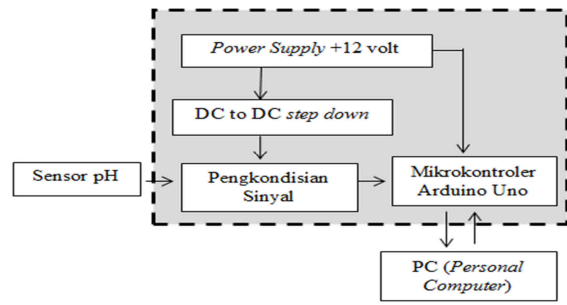 Power Supply +12 volt
DC to DC step down
Sensor pH
Pengkondisian
Sinyal
Mikrokontroler
Arduino Uno
PC (Personal
Computer)